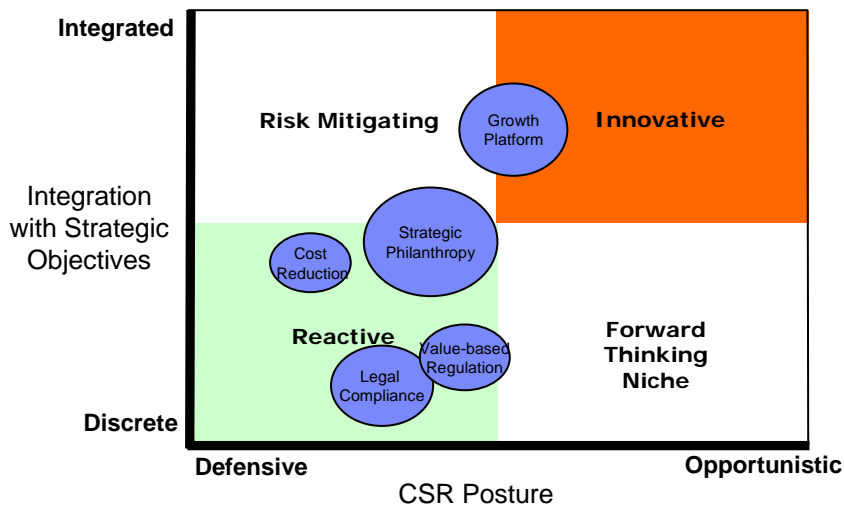 Integrated
Risk Mitigating
Growth
Platform
Innovative
Integration
with Strategic
Objectives
Strategic
Philanthropy
Cost
Reduction
Reactive
Value-based
Regulation
Legal
Compliance
Forward
Thinking
Niche
Discrete
Defensive
Opportunistic
CSR Posture